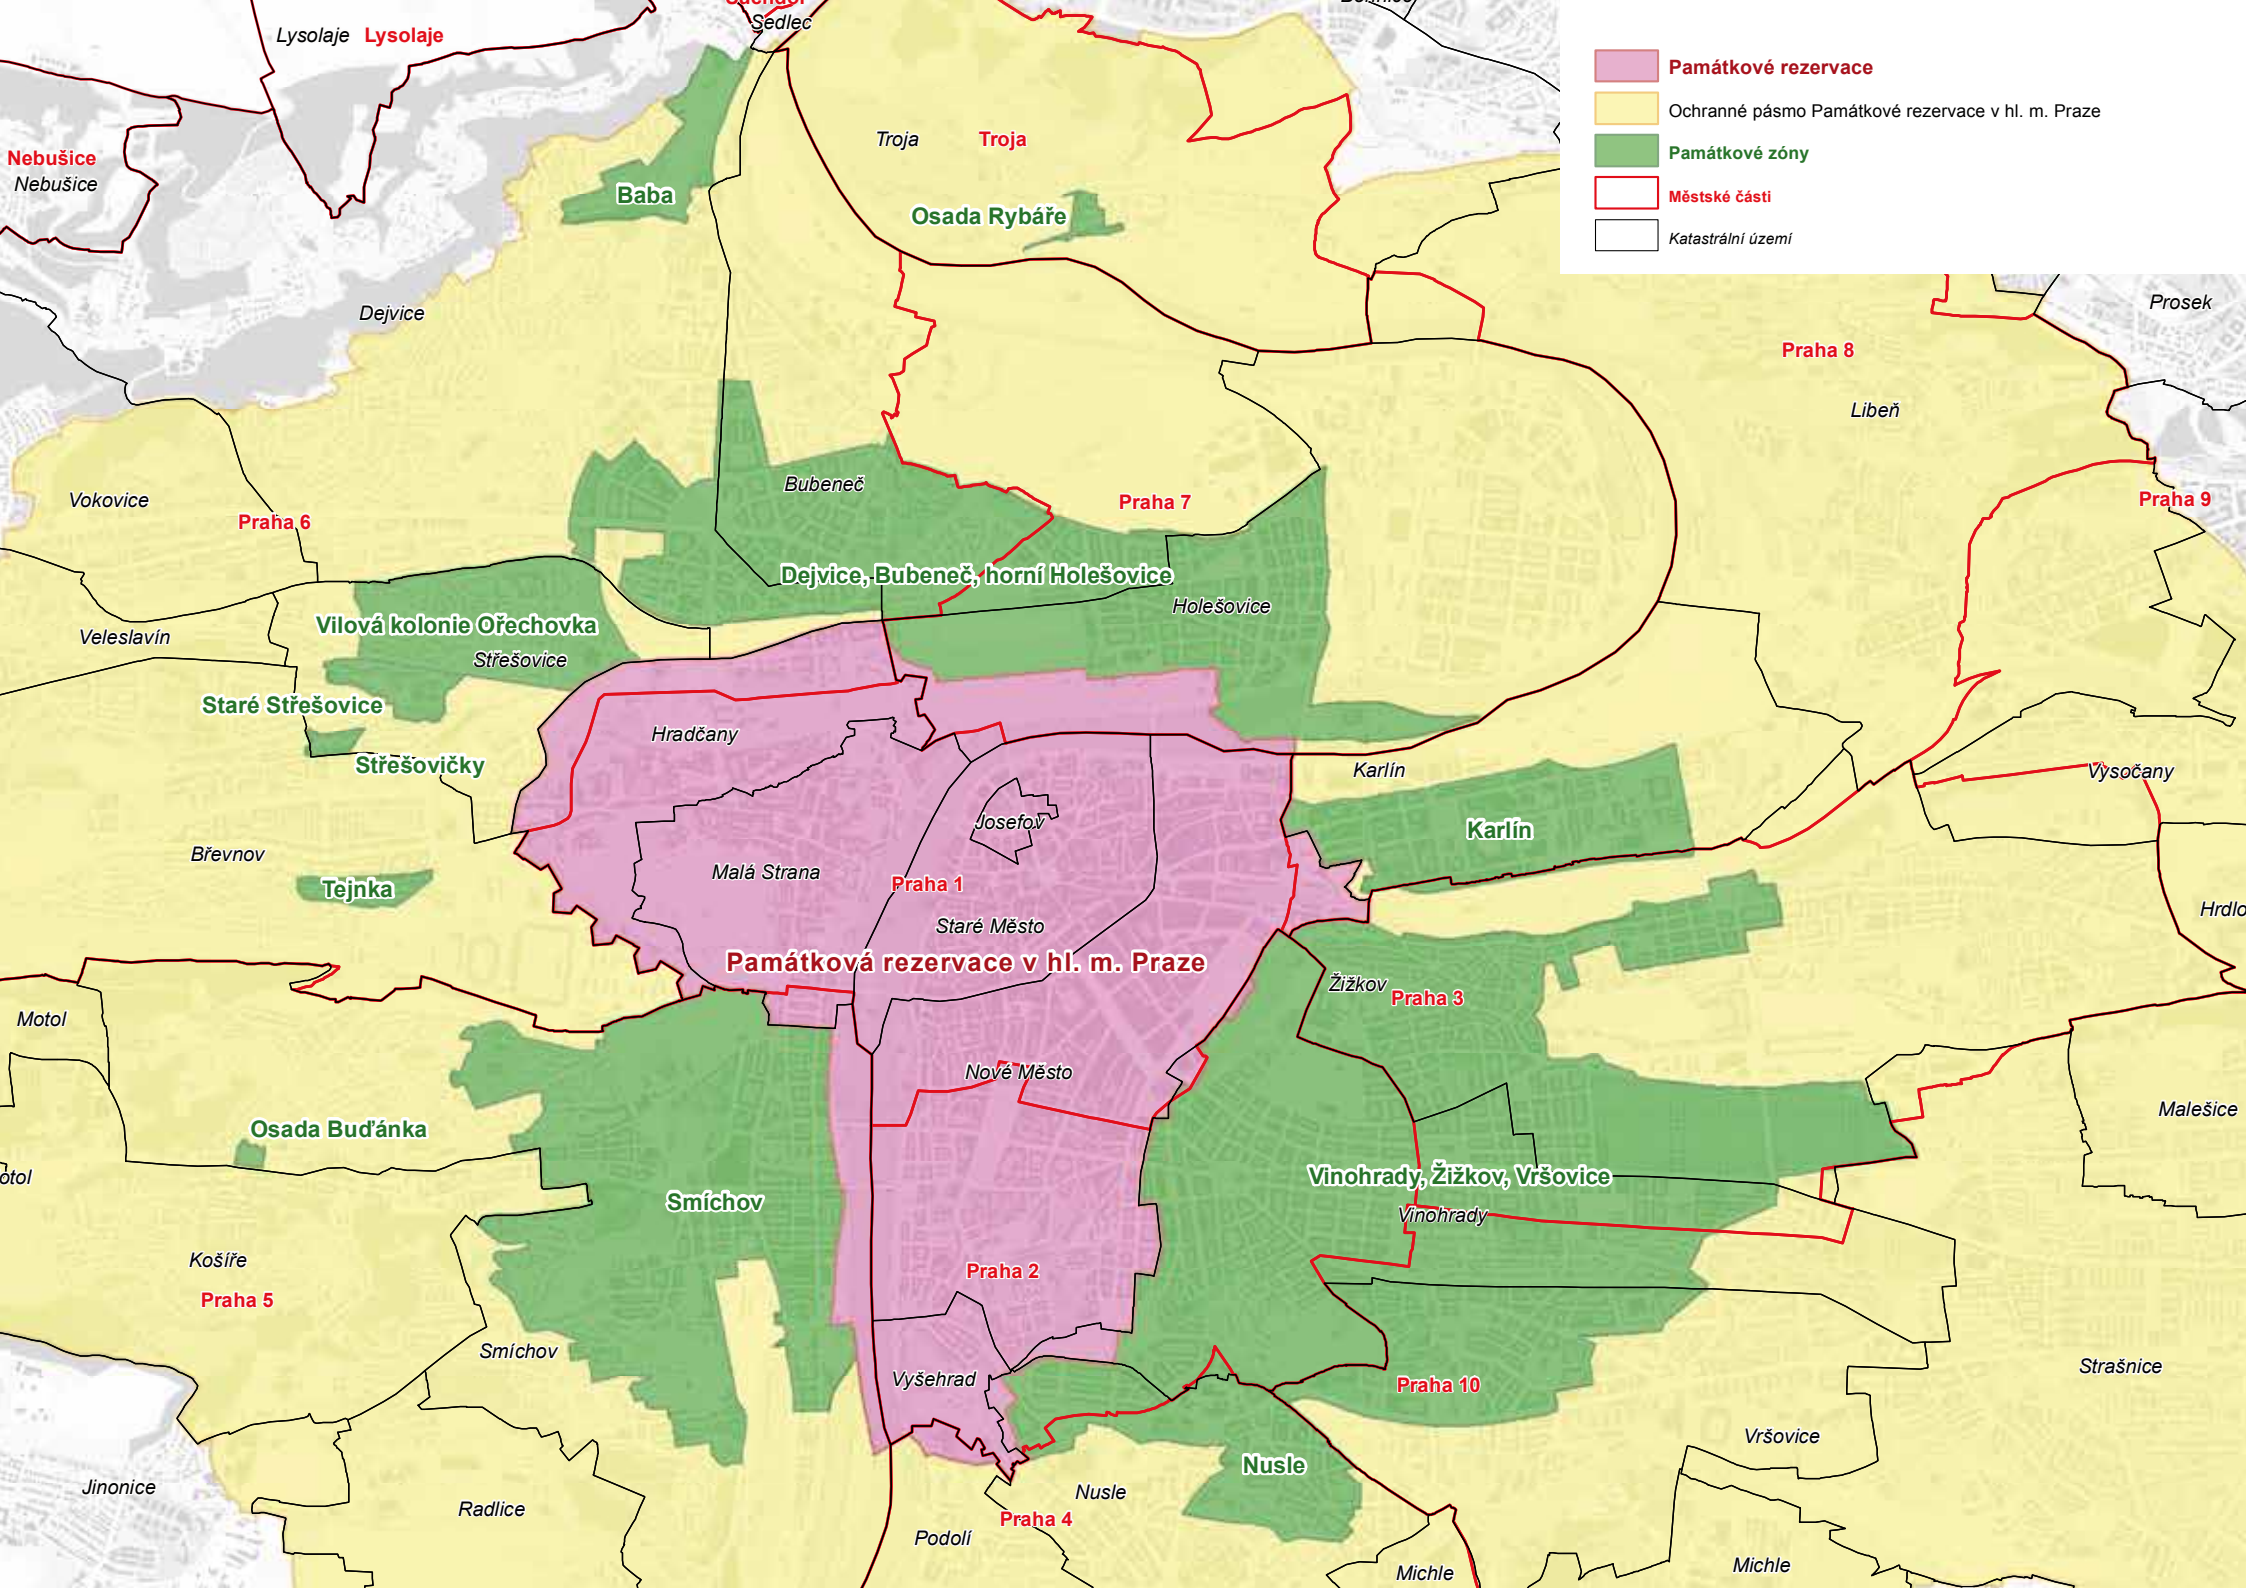 Suchdol
Bohnice
Sedlec
Lysolaje Lysolaje
Památkové rezervace
Ochranné pásmo Památkové rezervace v hl. m. Praze
Památkové zóny
Městské části
Katastrální území
Troja Troja
Nebušice
Nebušice
Baba
Osada Rybáře
Dejvice
Prosek
Praha 8
Libeň
Vokovice
Praha 6
Bubeneč
Praha 7
Praha 9
Dejvice, Bubeneč, horní Holešovice
Holešovice
Vilová kolonie Ořechovka
Veleslavín
Střešovice
Staré Střešovice
Hradčany
Střešovičky
Karlín
Vysočany
Josefov
Karlín
Břevnov
Malá Strana
Praha 1
Tejnka
Staré Město
Hrdlo
Památková rezervace v hl. m. Praze
Žižkov
Praha 3
Motol
Nové Město
Malešice
Osada Buďánka
otol
Vinohrady, Žižkov, Vršovice
Smíchov
Vinohrady
Košíře
Praha 2
Praha 5
Smíchov
Vyšehrad
Praha 10
Strašnice
Vršovice
Nusle
Jinonice
Nusle
Radlice
Praha 4
Podolí
Michle
Michle